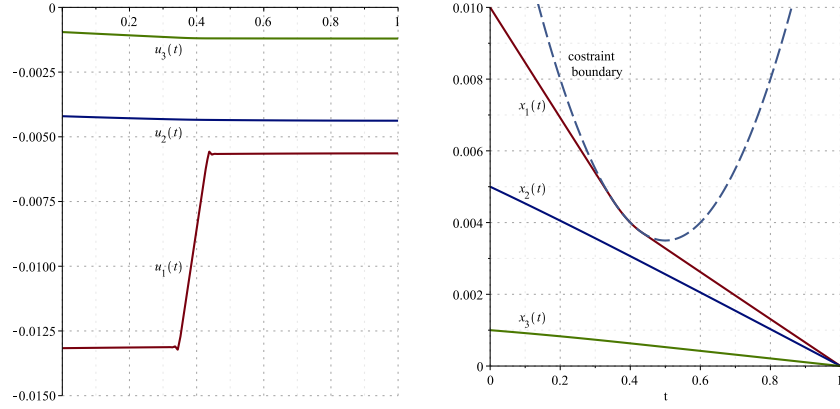 0
0.2
0.4
0.6
0.8
1
u3(t)
-0.0025
u2(t)
-0.0050
-0.0075
u1(t)
-0.0100
-0.0125
-0.0150
0.010
costraint
boundary
0.008
x1(t)
0.006
x2(t)
0.004
0.002
x3(t)
0
0
0.2
0.4
0.6
0.8
1
t